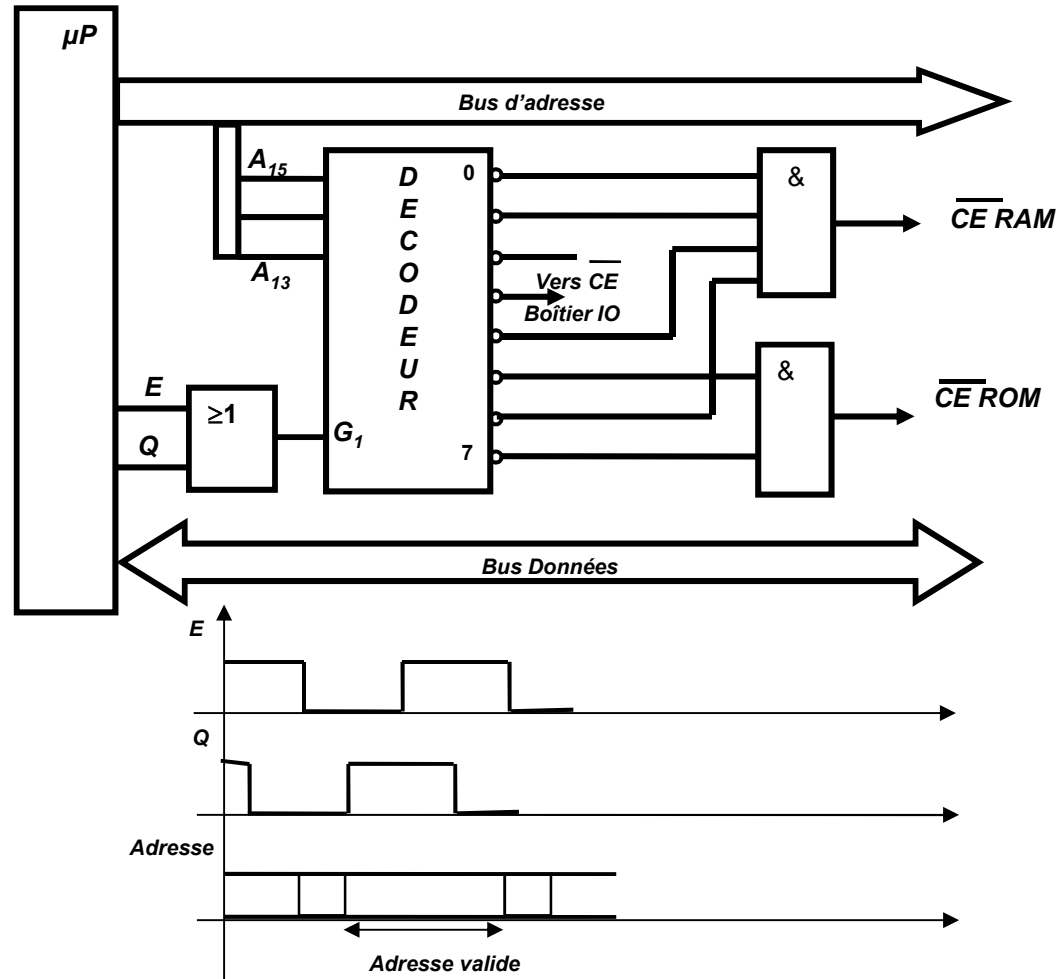 µP
Bus d'adresse
A15
A13
D
E
C
O
D
E
U
R
0
7
G1
E
Q
≥1
Vers CE
Boîtier IO
&
CE RAM
&
CE ROM
Bus Données
E
Q
Adresse
Adresse valide